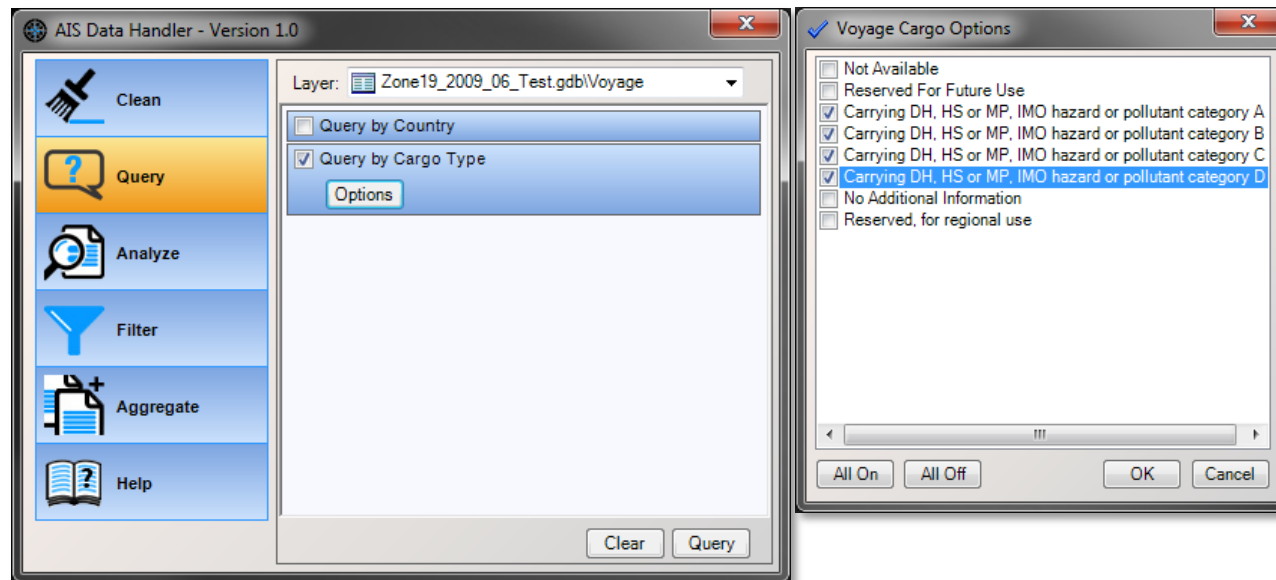 AIS Data Handler - Version 1.0
Clean
Query
Analyze
Filter
Aggregate
Help
Layer: Zone19_2009_06_Test.gdb\Voyage
Query by Country
Query by Cargo Type
Options
Clear Query
Voyage Cargo Options
Not Available
Reserved For Future Use
Carrying DH, HS or MP, IMO hazard or pollutant category A
Carrying DH, HS or MP, IMO hazard or pollutant category B
Carrying DH, HS or MP, IMO hazard or pollutant category C
Carrying DH, HS or MP, IMO hazard or pollutant category D
No Additional Information
Reserved, for regional use
All On All Off OK Cancel